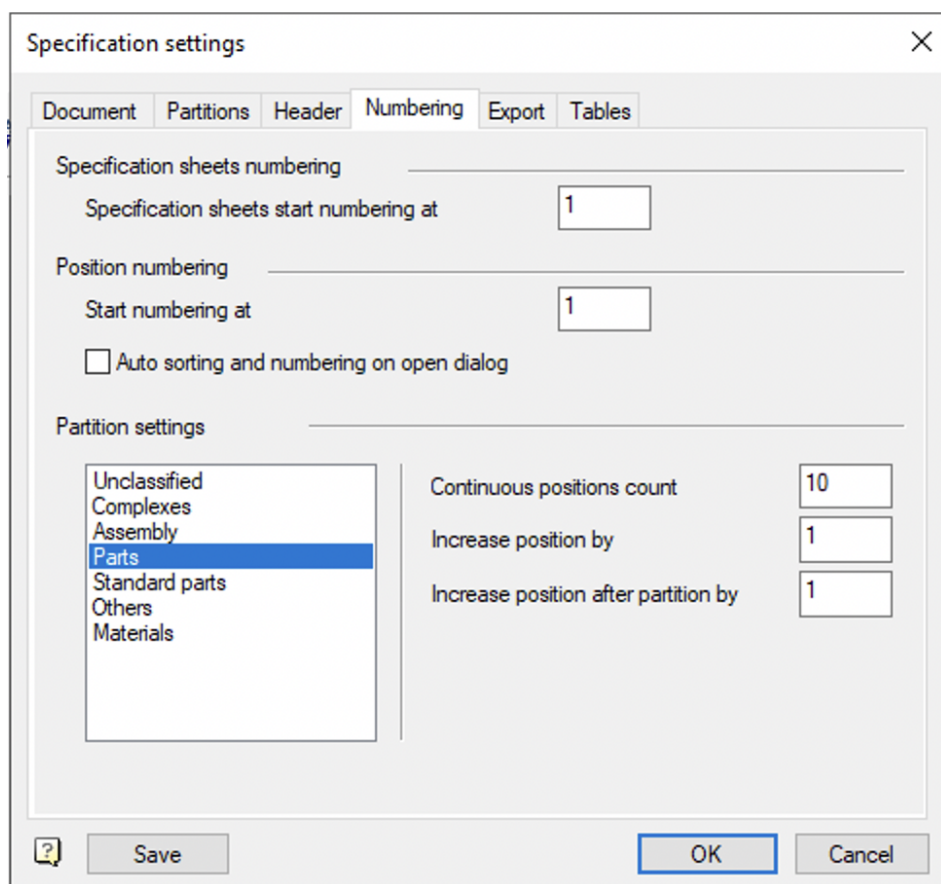 Specification settings
Document Partitions Header Numbering Export Tables
Specification sheets numbering
Specification sheets start numbering at 1
Position numbering
Start numbering at 1
Auto sorting and numbering on open dialog
Partition settings
Unclassified
Complexes
Assembly
Parts
Standard parts
Others
Materials
Continuous positions count 10
Increase position by 1
Increase position after partition by 1
? Save OK Cancel